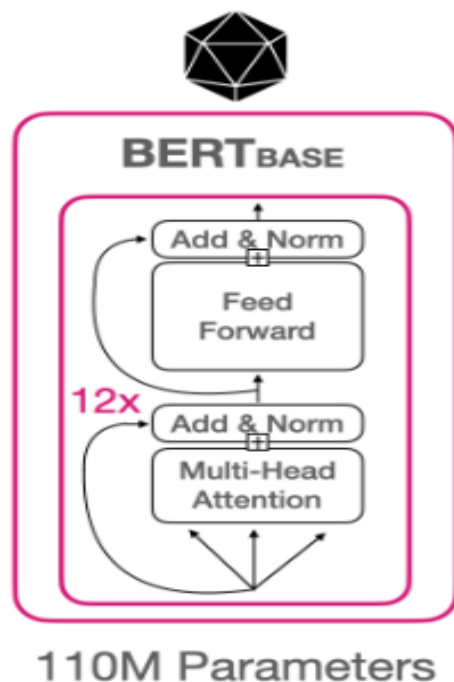 BERTBASE
Add & Norm
Feed
Forward
12x
Add & Norm
Multi-Head
Attention
110M Parameters